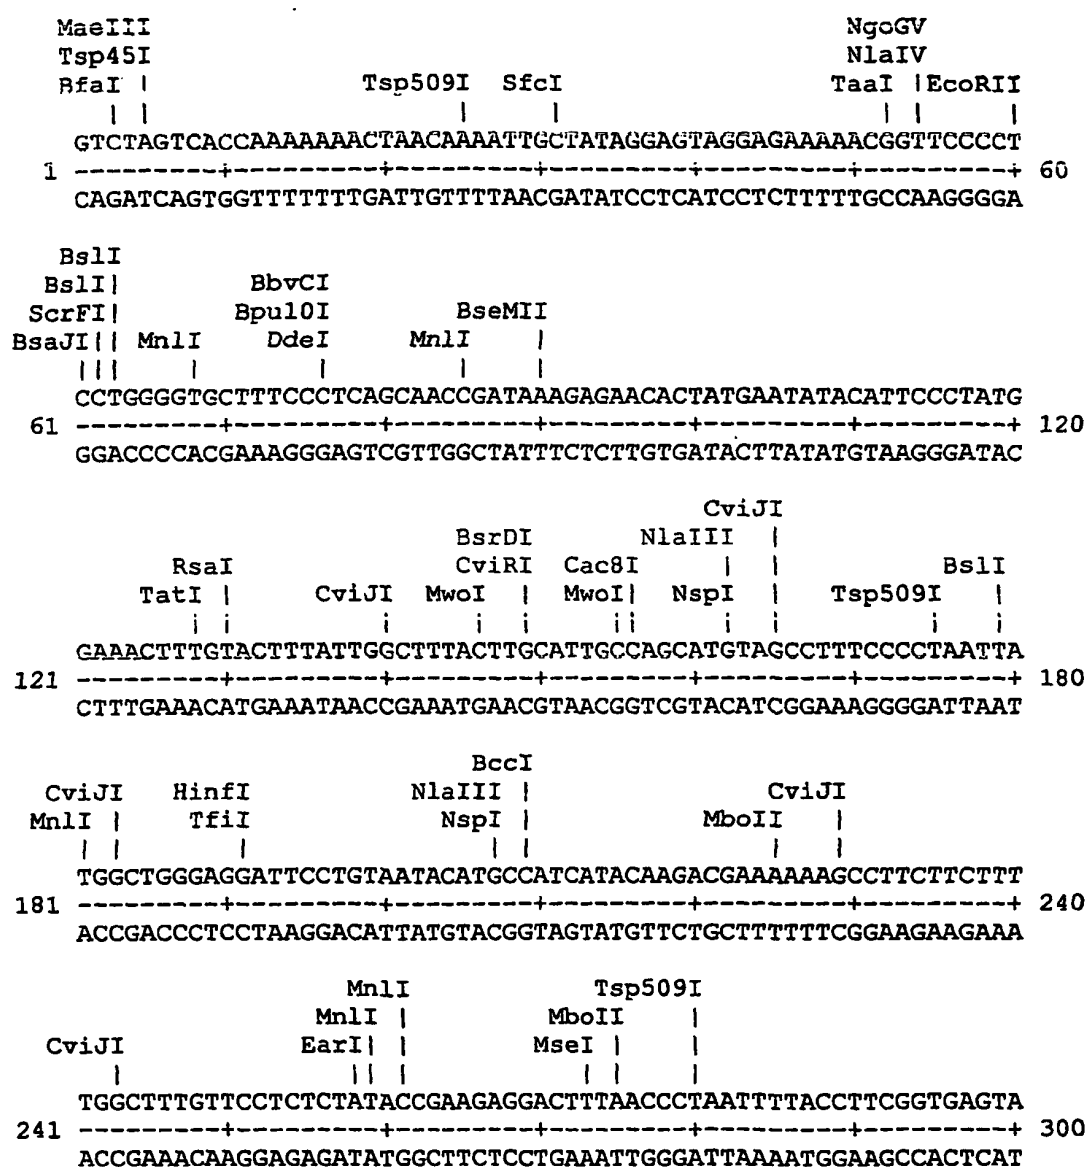 MaeIII NgoGV
Tsp45I NlaIV
BfaI | Tsp509I SfcI TaaI |EcoRII
| | | | | | |
GTCTAGTCACCAAAAAAACTAACAAAATTGCTATAGGAGTAGGAGAAAAACGGTTCCCCT
1 ---------+---------+---------+---------+---------+---------+ 60
CAGATCAGTGGTTTTTTTGATTGTTTTAACGATATCCTCATCCTCTTTTTGCCAAGGGGA
BslI
BslI| BbvCI
ScrFI| Bpu10I BseMII
BsaJI|| MnlI DdeI MnlI |
||| | | | |
CCTGGGGTGCTTTCCCTCAGCAACCGATAAAGAGAACACTATGAATATACATTCCCTATG
61 ---------+---------+---------+---------+---------+---------+ 120
GGACCCCACGAAAGGGAGTCGTTGGCTATTTCTCTTGTGATACTTATATGTAAGGGATAC
CviJI
BsrDI NlaIII |
RsaI CviRI Cac8I | | BslI
TatI | CviJI MwoI | MwoI| NspI | Tsp509I |
| | | | | || | | | |
GAAACTTTGTACTTTATTGGCTTTACTTGCATTGCCAGCATGTAGCCTTTCCCCTAATTA
121 ---------+---------+---------+---------+---------+---------+ 180
CTTTGAAACATGAAATAACCGAAATGAACGTAACGGTCGTACATCGGAAAGGGGATTAAT
BccI
CviJI HinfI NlaIII | CviJI
MnlI | TfiI NspI | MboII |
| | | | | | |
TGGCTGGGAGGATTCCTGTAATACATGCCATCATACAAGACGAAAAAAGCCTTCTTCTTT
181 ---------+---------+---------+---------+---------+---------+ 240
ACCGACCCTCCTAAGGACATTATGTACGGTAGTATGTTCTGCTTTTTTCGGAAGAAGAAA
MnlI Tsp509I
MnlI | MboII |
CviJI EarI| | MseI | |
| || | | | |
TGGCTTTGTTCCTCTCTATACCGAAGAGGACTTTAACCCTAATTTTACCTTCGGTGAGTA
241 ---------+---------+---------+---------+---------+---------+ 300
ACCGAAACAAGGAGAGATATGGCTTCTCCTGAAATTGGGATTAAAATGGAAGCCACTCAT